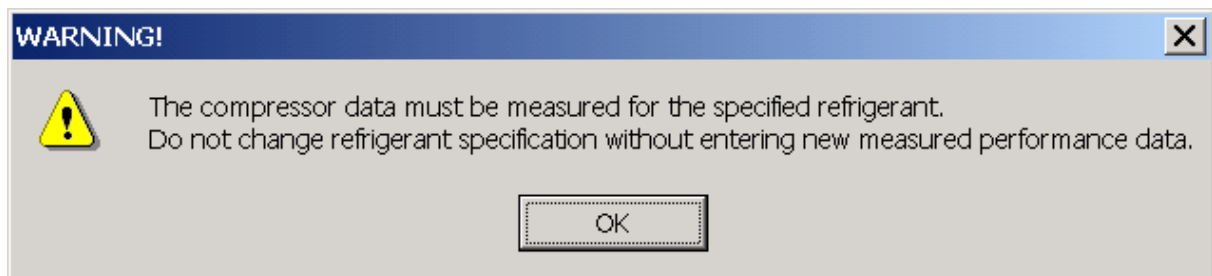 WARNING!
The compressor data must be measured for the specified refrigerant.
Do not change refrigerant specification without entering new measured performance data.
OK